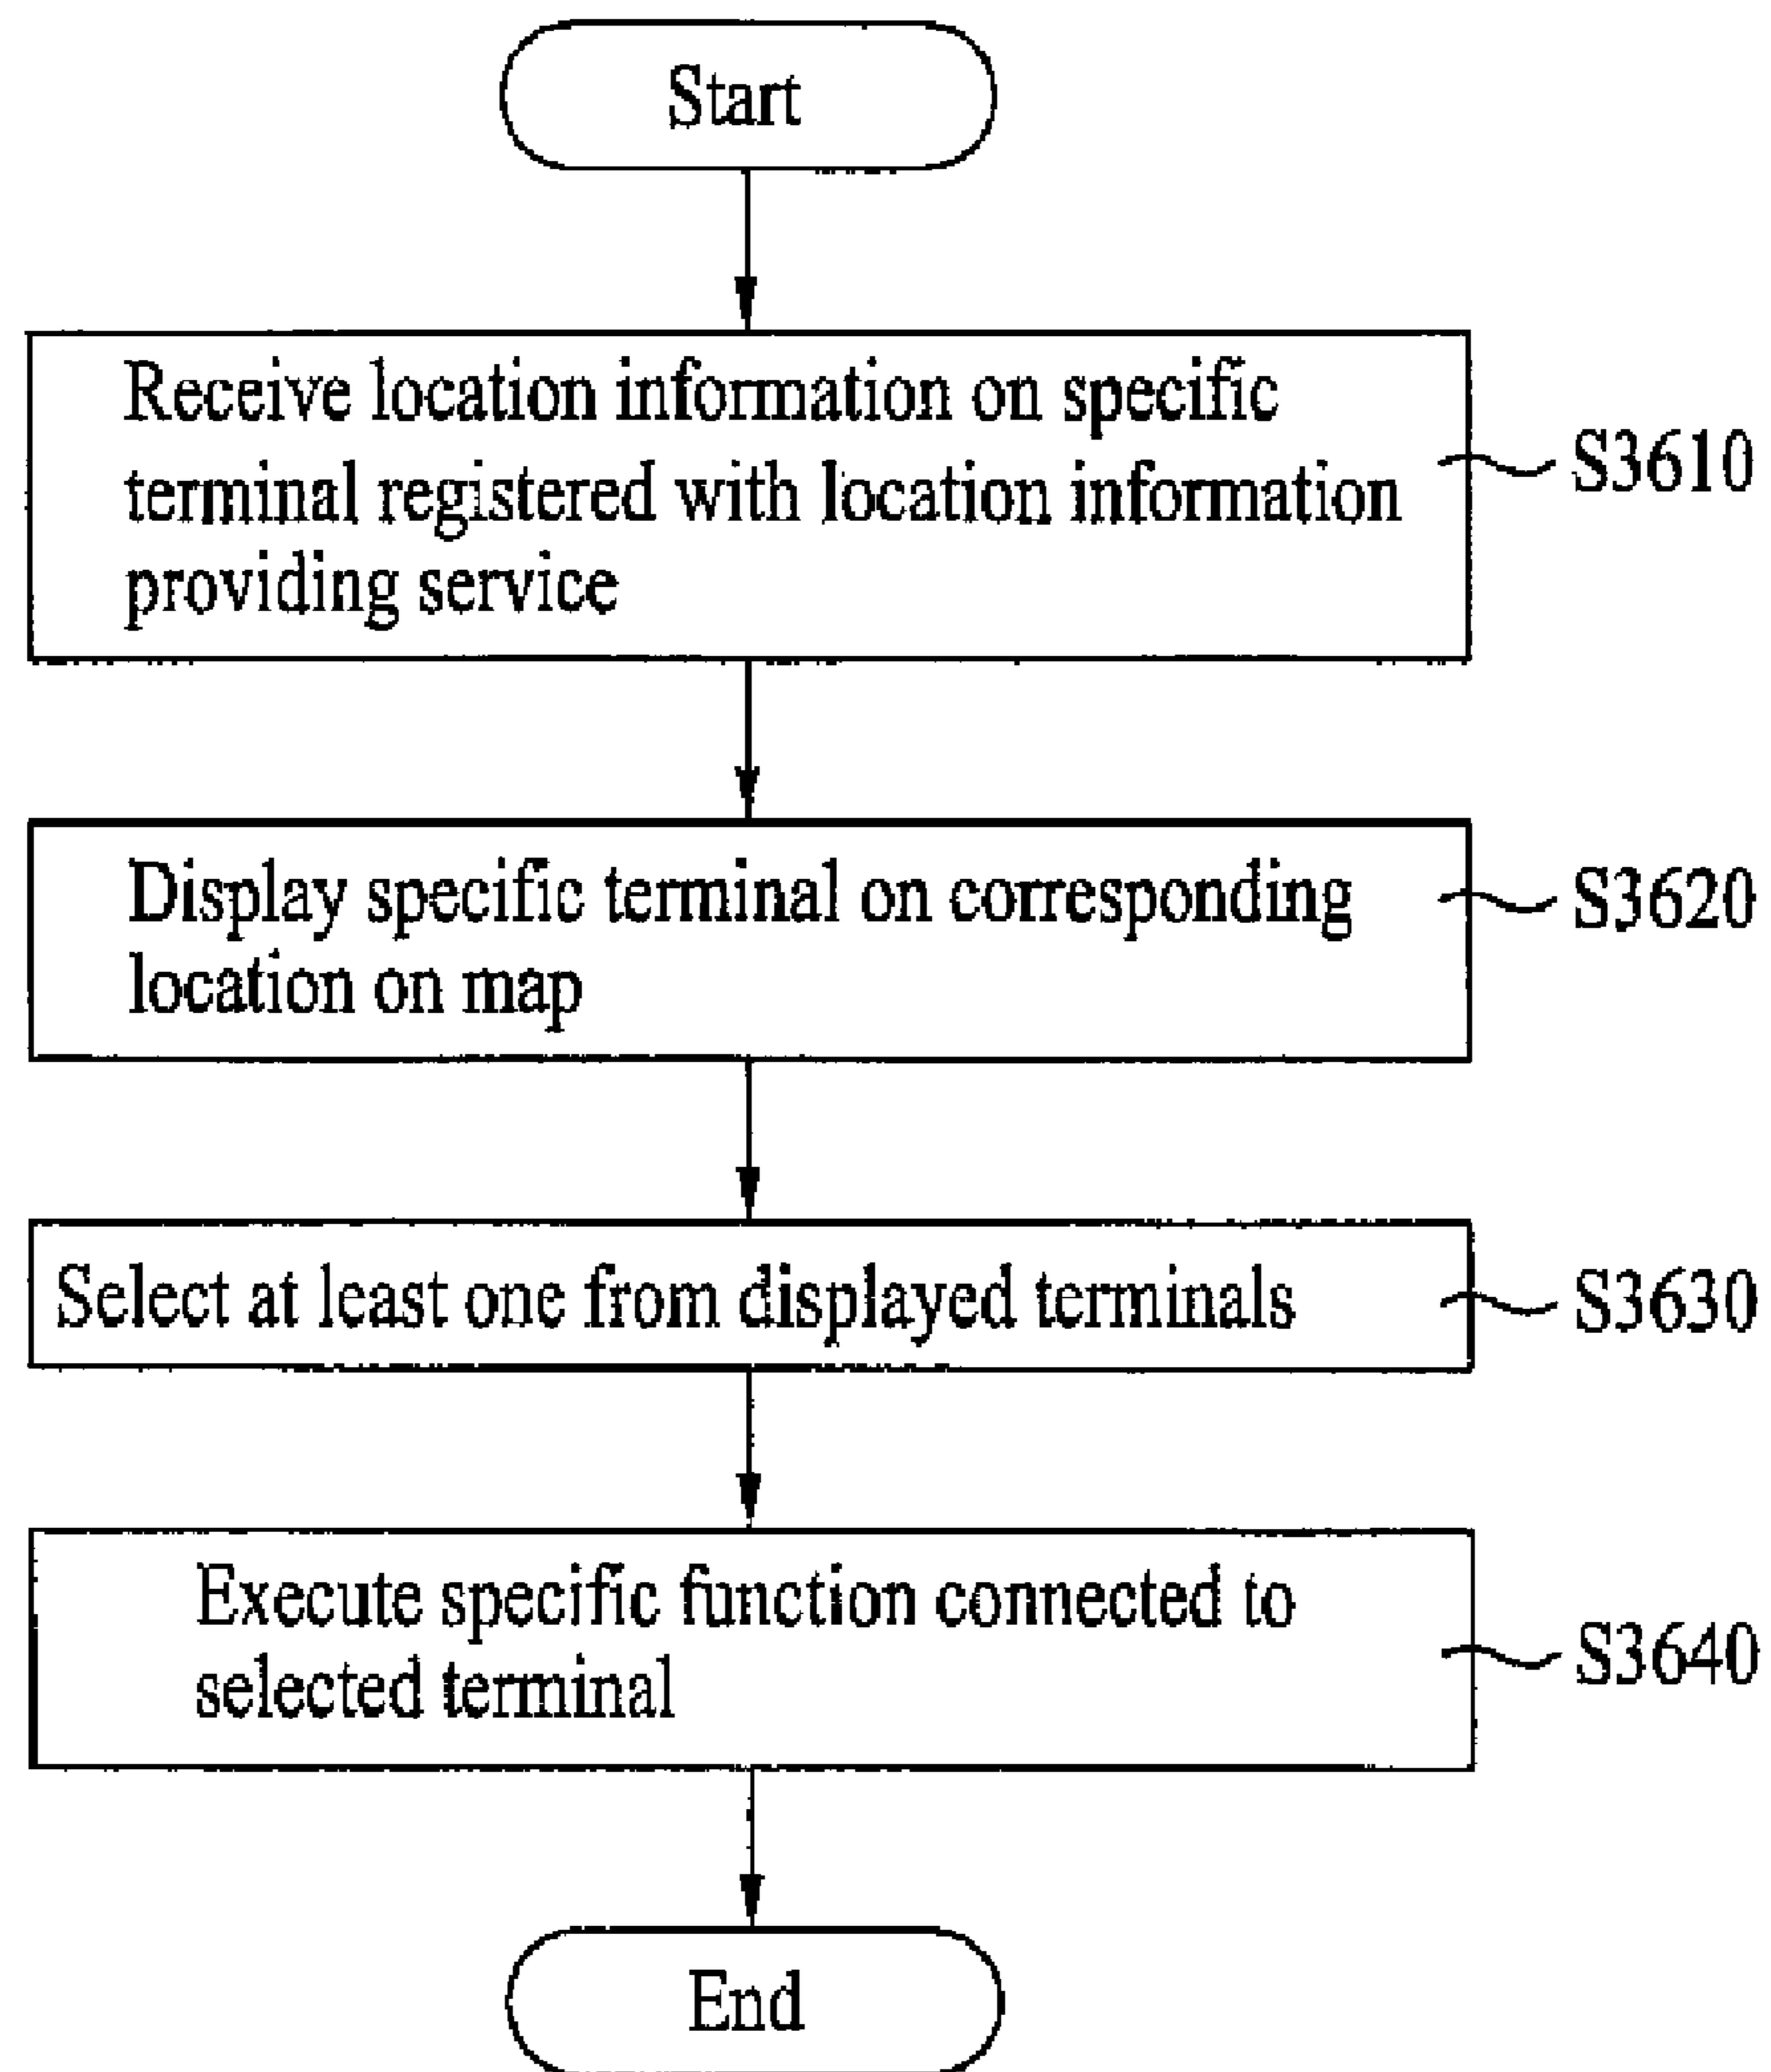 Start
Receive location information on specific
terminal registered with location information
providing service
S3610
Display specific terminal on corresponding
location on map
S3620
Select at least one from displayed terminals
S3630
Execute specific function connected to
selected terminal
S3640
End